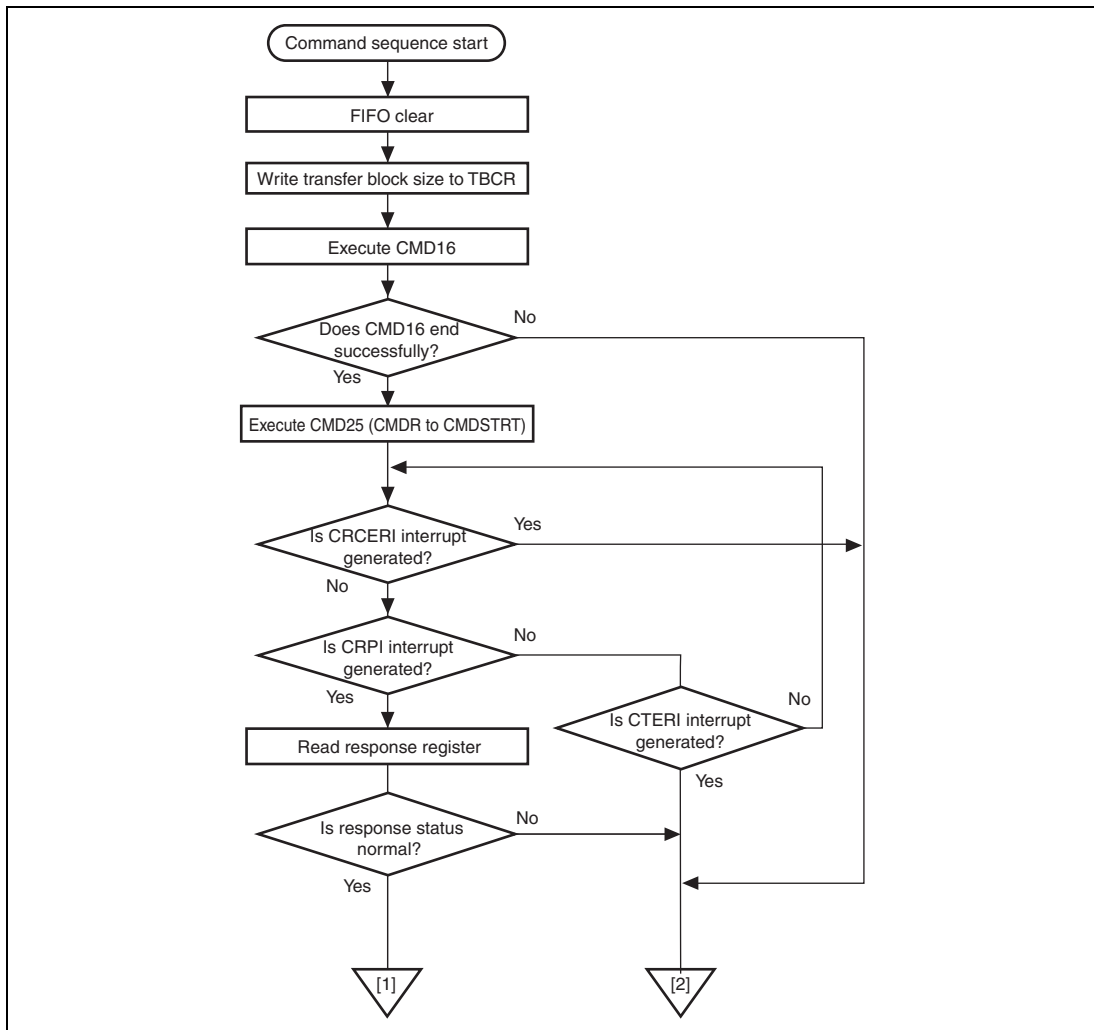 Command sequence start
FIFO clear
Write transfer block size to TBCR
Execute CMD16
Does CMD16 end
successfully?
No
Yes
Execute CMD25 (CMDR to CMDSTRT)
Is CRCERI interrupt
generated?
Yes
No
Is CRPI interrupt
generated?
No
Yes
Is CTERI interrupt
generated?
No
Yes
Read response register
Is response status
normal?
No
Yes
[1]
[2]